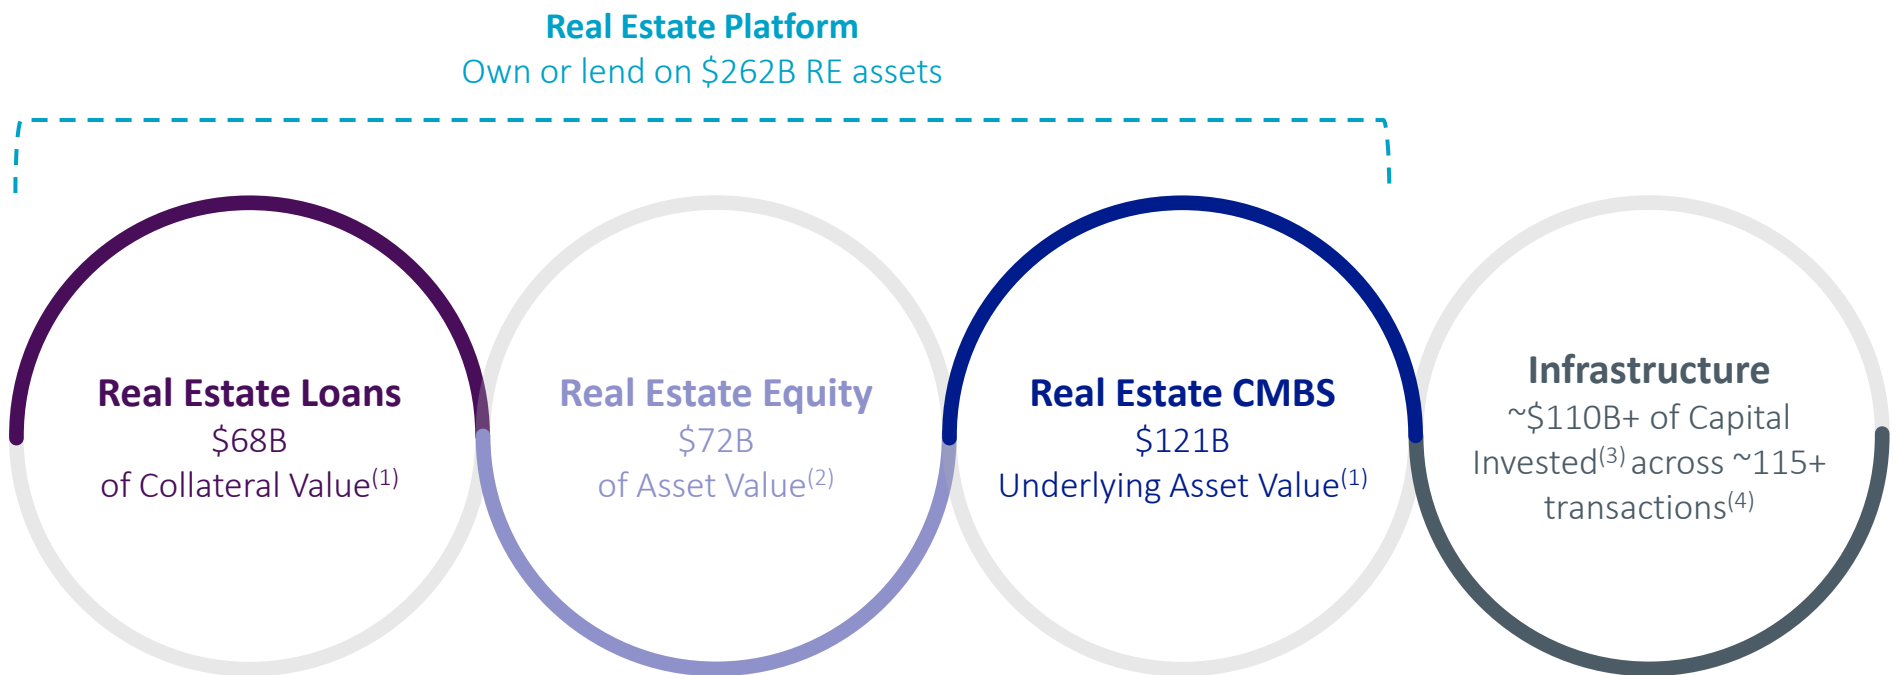 Real Estate Platform
Own or lend on $262B RE assets
Real Estate Loans
$68B
of Collateral Value(1)
Real Estate Equity
$72B
of Asset Value(2)
Real Estate CMBS
$121B
Underlying Asset Value(1)
Infrastructure
~$110B+ of Capital
Invested(3) across ~115+
transactions(4)